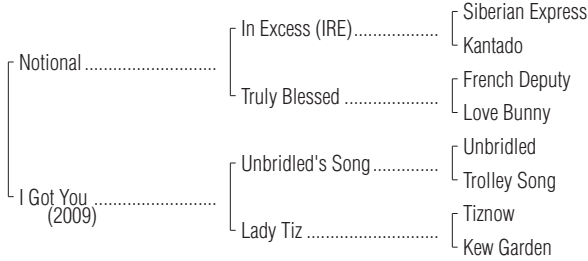 Siberian Express
In Excess (IRE)..................
Kantado
Notional ............................
French Deputy
Truly Blessed ....................
Love Bunny
Unbridled
Unbridled's Song..............
Trolley Song
I Got You ..........................
(2009)
Tiznow
Lady Tiz ............................
Kew Garden